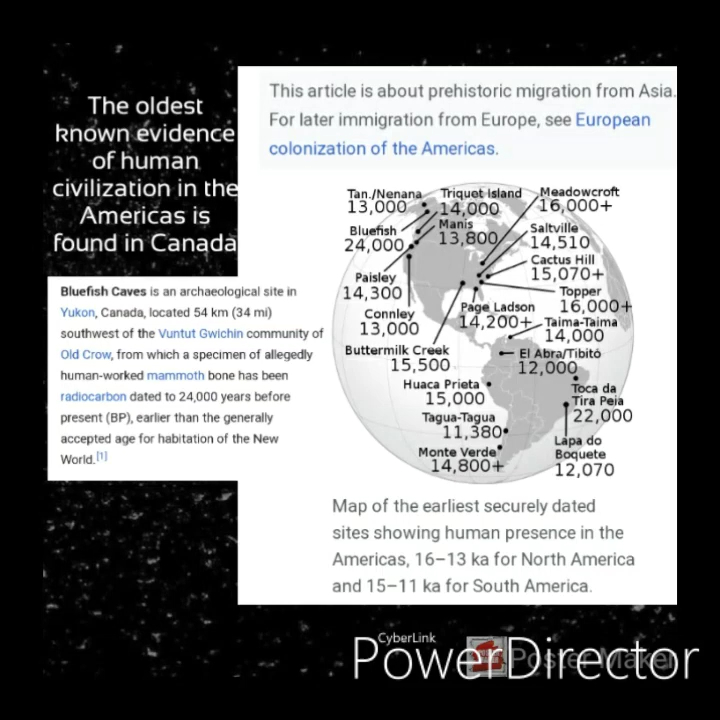 The oldest
known evidence
of human
civilization in the
Americas is
found in Canada
Bluefish Caves is an archaeological site in
Yukon, Canada, located 54 km (34 mi)
southwest of the Vuntut Gwichin community of
Old Crow, from which a specimen of allegedly
human-worked mammoth bone has been
radiocarbon dated to 24,000 years before
present (BP), earlier than the generally
accepted age for habitation of the New
World.[1]
This article is about prehistoric migration from Asia.
For later immigration from Europe, see European
colonization of the Americas.
Tan./Nenana
13,000
Triquet Island
14,000
Meadowcroft
16,000+
Bluefish
24,000
Manis
13,800
Saltville
14,510
Cactus Hill
15,070+
Paisley
14,300
Topper
16,000+
Connley
13,000
Page Ladson
14,200+
Taima-Taima
14,000
Buttermilk Creek
15,500
El Abra/Tibitó
12,000
Huaca Prieta
15,000
Toca da
Tira Peia
22,000
Tagua-Tagua
11,380
Lapa do
Boquete
12,070
Monte Verde
14,800+
Map of the earliest securely dated
sites showing human presence in the
Americas, 16–13 ka for North America
and 15–11 ka for South America.
CyberLink
PowerDirector
Poster Maker